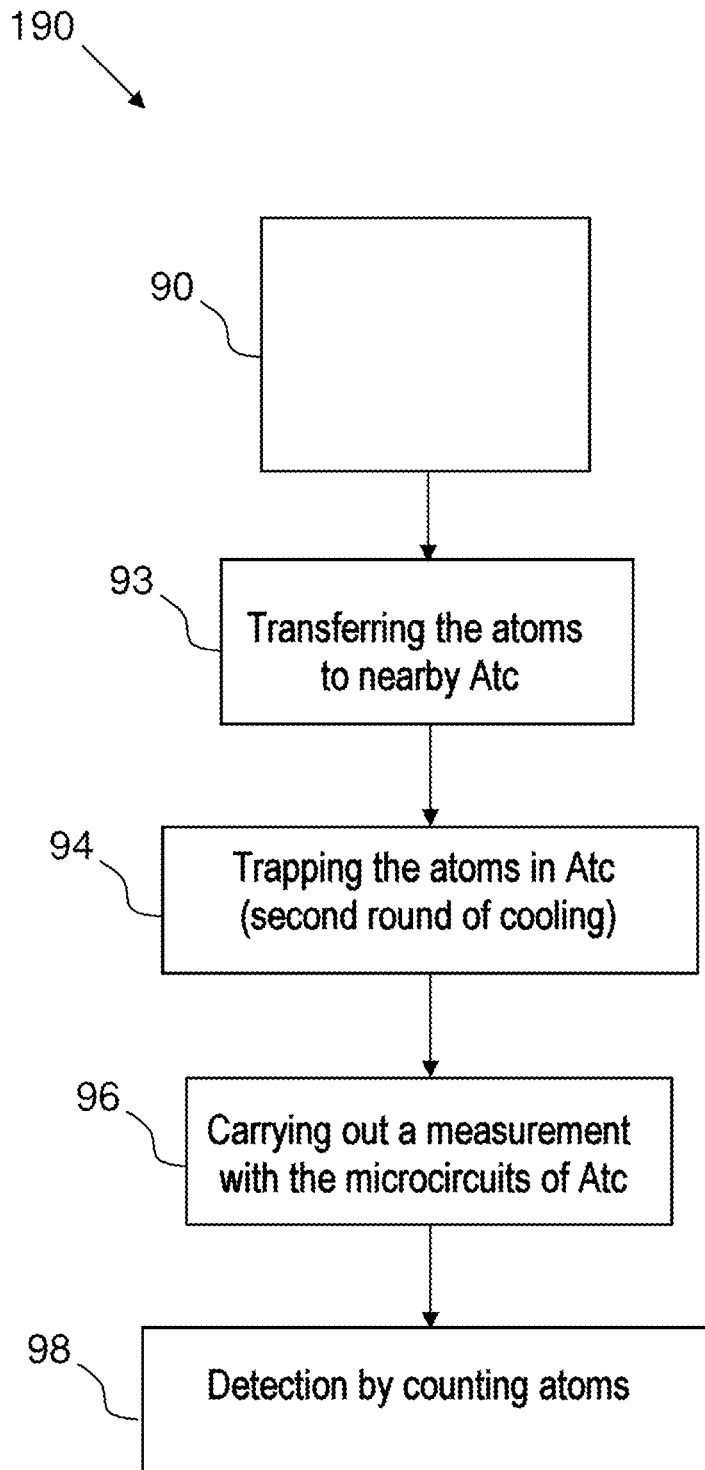 190
90
93
Transferring the atoms
to nearby Atc
94
Trapping the atoms in Atc
(second round of cooling)
96
Carrying out a measurement
with the microcircuits of Atc
98
Detection by counting atoms